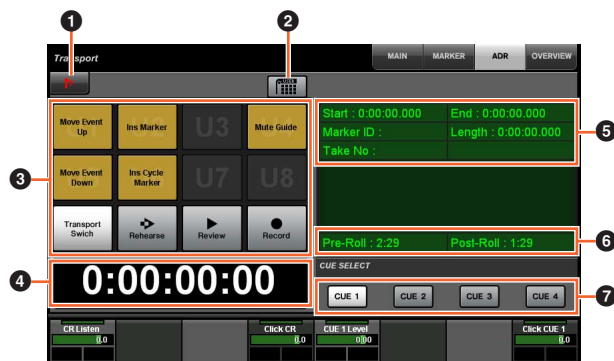 1
2
Transport
MAIN
MARKER
ADR
OVERVIEW
USER
3
Move Event Up
Ins Marker
U3
Mute Guide
Move Event Down
Ins Cycle Marker
U7
U8
Transport Swich
Rehearse
Review
Record
Start : 0:00:00.000
End : 0:00:00.000
5
Marker ID :
Length : 0:00:00.000
Take No :
Pre-Roll : 2:29
Post-Roll : 1:29
6
4
0:00:00:00
CUE SELECT
CUE 1
CUE 2
CUE 3
CUE 4
7
CR Listen
0.0
Click CR
0.0
CUE 1 Level
0.00
Click CUE 1
0.0